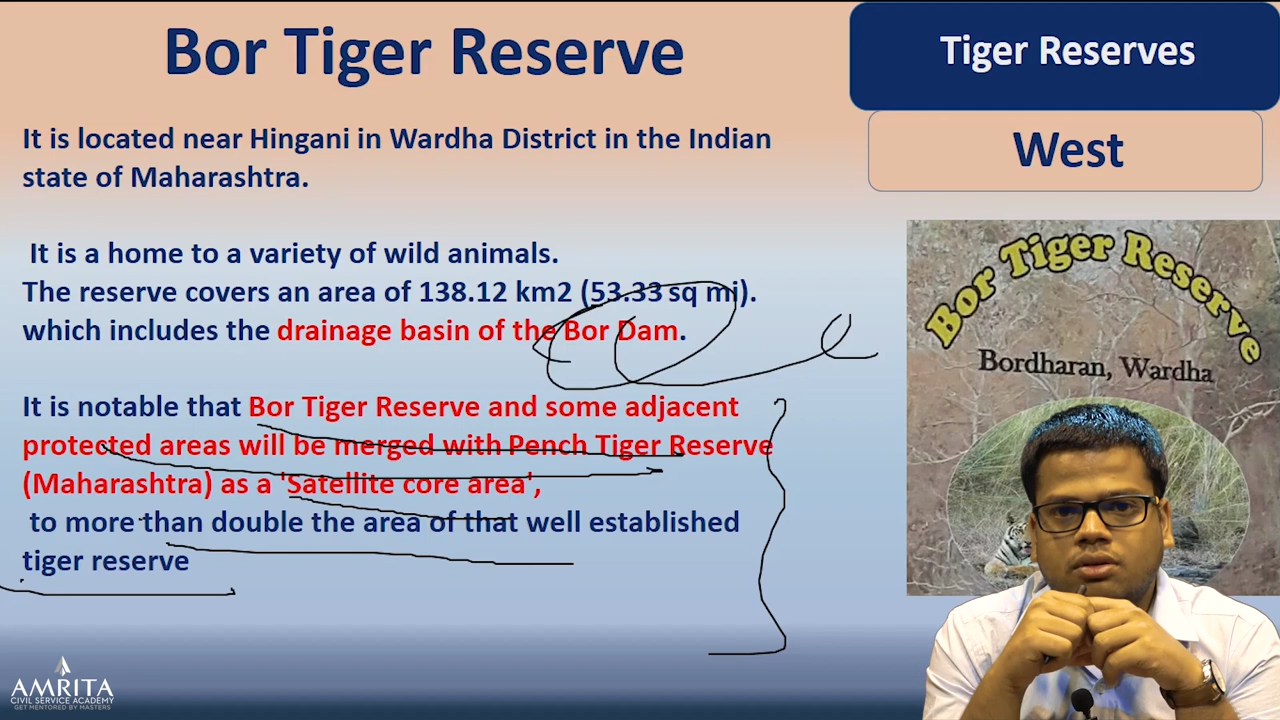 Bor Tiger Reserve
It is located near Hingani in Wardha District in the Indian
state of Maharashtra.
It is a home to a variety of wild animals.
The reserve covers an area of 138.12 km2 (53.33 sq mi).
which includes the drainage basin of the Bor Dam.
It is notable that Bor Tiger Reserve and some adjacent
protected areas will be merged with Pench Tiger Reserve
(Maharashtra) as a 'Satellite core area',
to more than double the area of that well established
tiger reserve
Tiger Reserves
West
Bor Tiger Reserve
Bordharan, Wardha
AMRITA
CIVIL SERVICE ACADEMY
GET MENTORED BY MASTERS